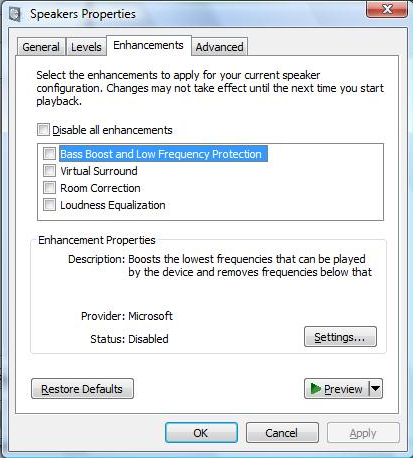 Speakers Properties
General Levels Enhancements Advanced
Select the enhancements to apply for your current speaker
configuration. Changes may not take effect until the next time you start
playback.
Disable all enhancements
Bass Boost and Low Frequency Protection
Virtual Surround
Room Correction
Loudness Equalization
Enhancement Properties
Description: Boosts the lowest frequencies that can be played
by the device and removes frequencies below that
Provider: Microsoft
Status: Disabled
Settings...
Restore Defaults
Preview
OK Cancel Apply